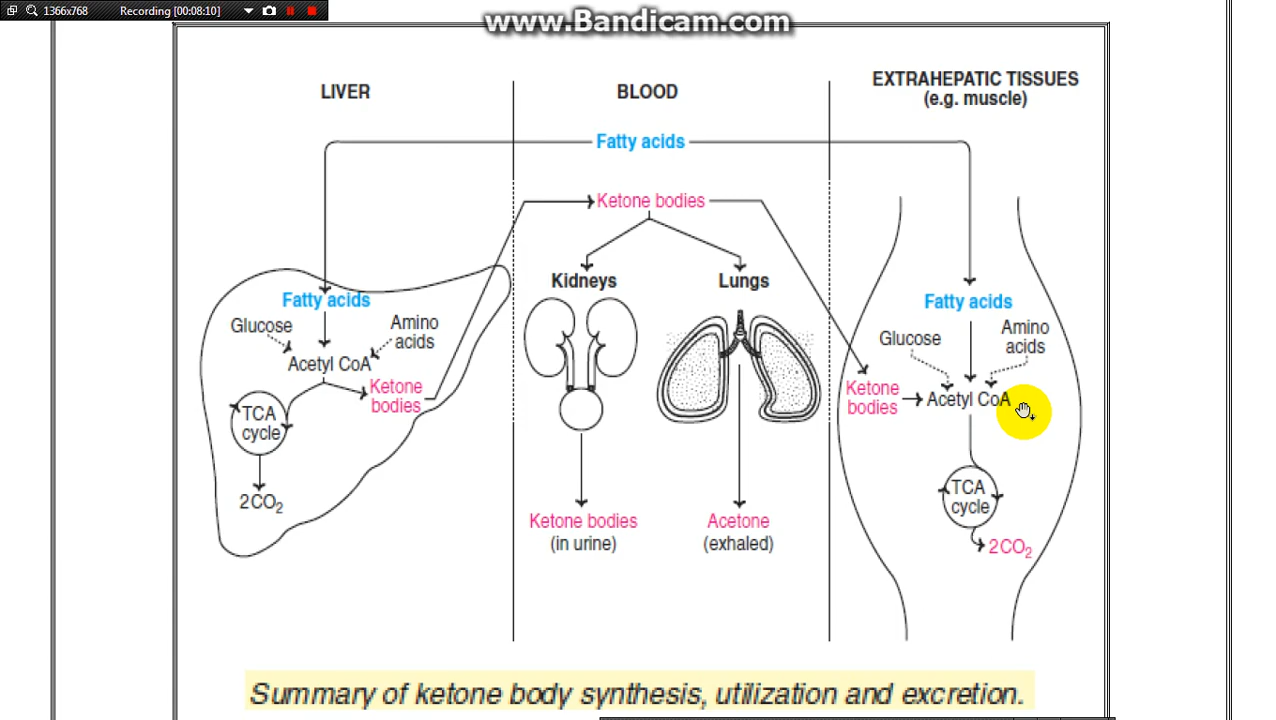 1366x768 Recording [00:08:10]
www.Bandicam.com
LIVER
BLOOD
EXTRAHEPATIC TISSUES
(e.g. muscle)
Fatty acids
Ketone bodies
Kidneys
Lungs
Fatty acids
Glucose
Amino
acids
Acetyl CoA
Ketone
bodies
TCA
cycle
2CO₂
Ketone bodies
(in urine)
Acetone
(exhaled)
Fatty acids
Glucose
Amino
acids
Ketone
bodies
Acetyl CoA
TCA
cycle
2CO₂
Summary of ketone body synthesis, utilization and excretion.